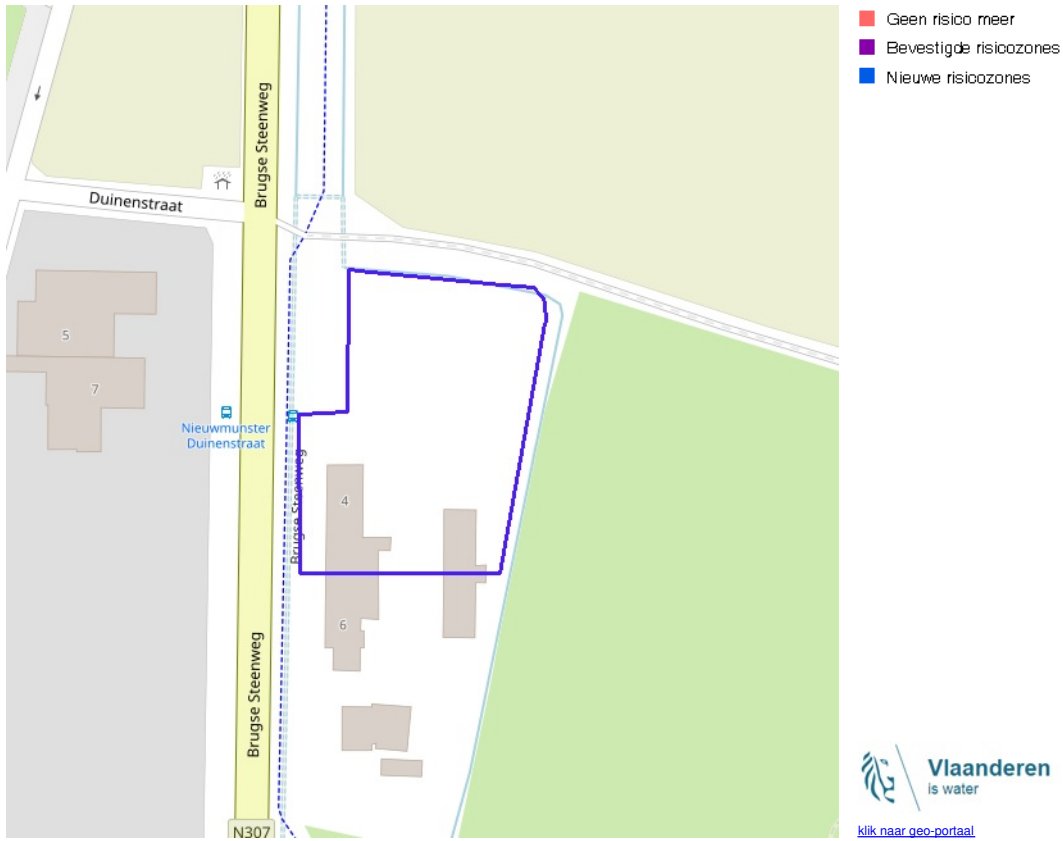 Geen risico meer
Bevestigde risicozones
Nieuwe risicozones
Brugse Steenweg
Duinenstraat
5
7
Nieuwmunster
Duinenstraat
Brugse Steenweg
4
6
Brugse Steenweg
N307
Vlaanderen
is water
klik naar geo-portaal